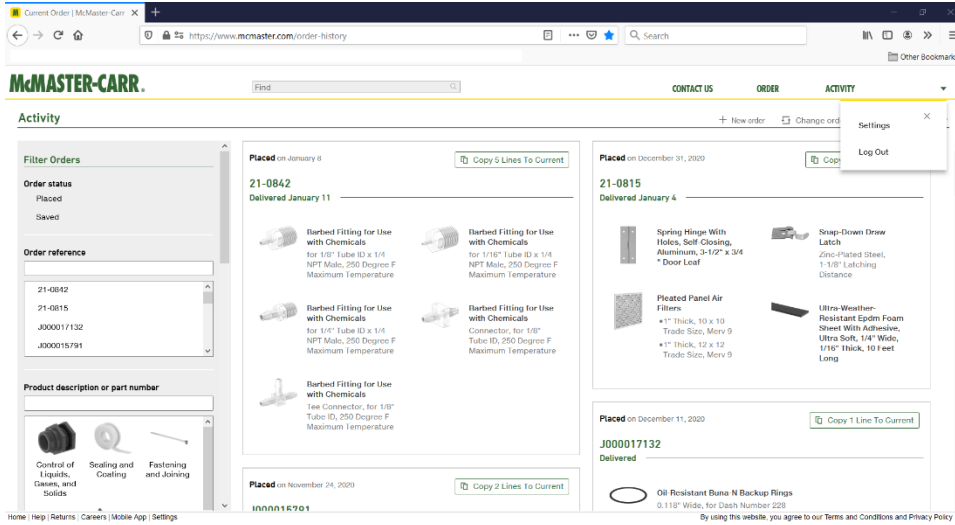 Current Order | McMaster-Carr
https://www.mcmaster.com/order-history
Search
Other Bookmark
McMASTER-CARR.
Find
CONTACT US
ORDER
ACTIVITY
Activity
+ New order
Change ord
Settings
Log Out
Filter Orders
Order status
Placed
Saved
Order reference
21-0842
21-0815
J000017132
J000015791
Product description or part number
Control of
Liquids,
Gases, and
Solids
Sealing and
Coating
Fastening
and Joining
Placed on January 8
Copy 5 Lines To Current
21-0842
Delivered January 11
Barbed Fitting for Use
with Chemicals
for 1/8" Tube ID x 1/4
NPT Male, 250 Degree F
Maximum Temperature
Barbed Fitting for Use
with Chemicals
for 1/16" Tube ID x 1/4
NPT Male, 250 Degree F
Maximum Temperature
Barbed Fitting for Use
with Chemicals
for 1/4" Tube ID x 1/4
NPT Male, 250 Degree F
Maximum Temperature
Barbed Fitting for Use
with Chemicals
Connector, for 1/8"
Tube ID, 250 Degree F
Maximum Temperature
Barbed Fitting for Use
with Chemicals
Tee Connector, for 1/8"
Tube ID, 250 Degree F
Maximum Temperature
Placed on November 24, 2020
Copy 2 Lines To Current
J000015791
Placed on December 31, 2020
Cop
21-0815
Delivered January 4
Spring Hinge With
Holes, Self-Closing,
Aluminum, 3-1/2" x 3/4
" Door Leaf
Snap-Down Draw
Latch
Zinc-Plated Steel,
1-1/8" Latching
Distance
Pleated Panel Air
Filters
•1" Thick, 10 x 10
Trade Size, Merv 9
•1" Thick, 12 x 12
Trade Size, Merv 9
Ultra-Weather-
Resistant Epdm Foam
Sheet With Adhesive,
Ultra Soft, 1/4" Wide,
1/16" Thick, 10 Feet
Long
Placed on December 11, 2020
Copy 1 Line To Current
J000017132
Delivered
Oil-Resistant Buna-N Backup Rings
0.118" Wide, for Dash Number 228
Home | Help | Returns | Careers | Mobile App | Settings
By using this website, you agree to our Terms and Conditions and Privacy Policy